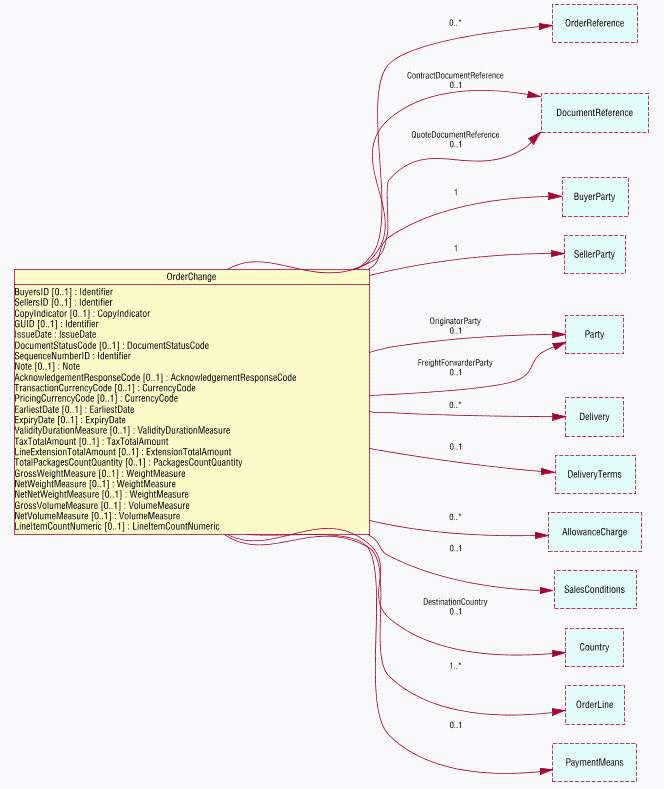 0..*
OrderReference
ContractDocumentReference
0..1
DocumentReference
QuoteDocumentReference
0..1
1
BuyerParty
1
SellerParty
OrderChange
BuyersID [0..1] : Identifier
SellersID [0..1] : Identifier
CopyIndicator [0..1] : CopyIndicator
GUID [0..1] : Identifier
IssueDate : IssueDate
DocumentStatusCode [0..1] : DocumentStatusCode
SequenceNumberID : Identifier
Note [0..1] : Note
AcknowledgementResponseCode [0..1] : AcknowledgementResponseCode
TransactionCurrencyCode [0..1] : CurrencyCode
PricingCurrencyCode [0..1] : CurrencyCode
EarliestDate [0..1] : EarliestDate
ExpiryDate [0..1] : ExpiryDate
ValidityDurationMeasure [0..1] : ValidityDurationMeasure
TaxTotalAmount [0..1] : TaxTotalAmount
LineExtensionTotalAmount [0..1] : ExtensionTotalAmount
TotalPackagesCountQuantity [0..1] : PackagesCountQuantity
GrossWeightMeasure [0..1] : WeightMeasure
NetWeightMeasure [0..1] : WeightMeasure
NetNetWeightMeasure [0..1] : WeightMeasure
GrossVolumeMeasure [0..1] : VolumeMeasure
NetVolumeMeasure [0..1] : VolumeMeasure
LineItemCountNumeric [0..1] : LineItemCountNumeric
OriginatorParty
0..1
Party
FreightForwarderParty
0..1
0..*
Delivery
0..1
DeliveryTerms
0..*
AllowanceCharge
0..1
SalesConditions
DestinationCountry
0..1
Country
1..*
OrderLine
0..1
PaymentMeans